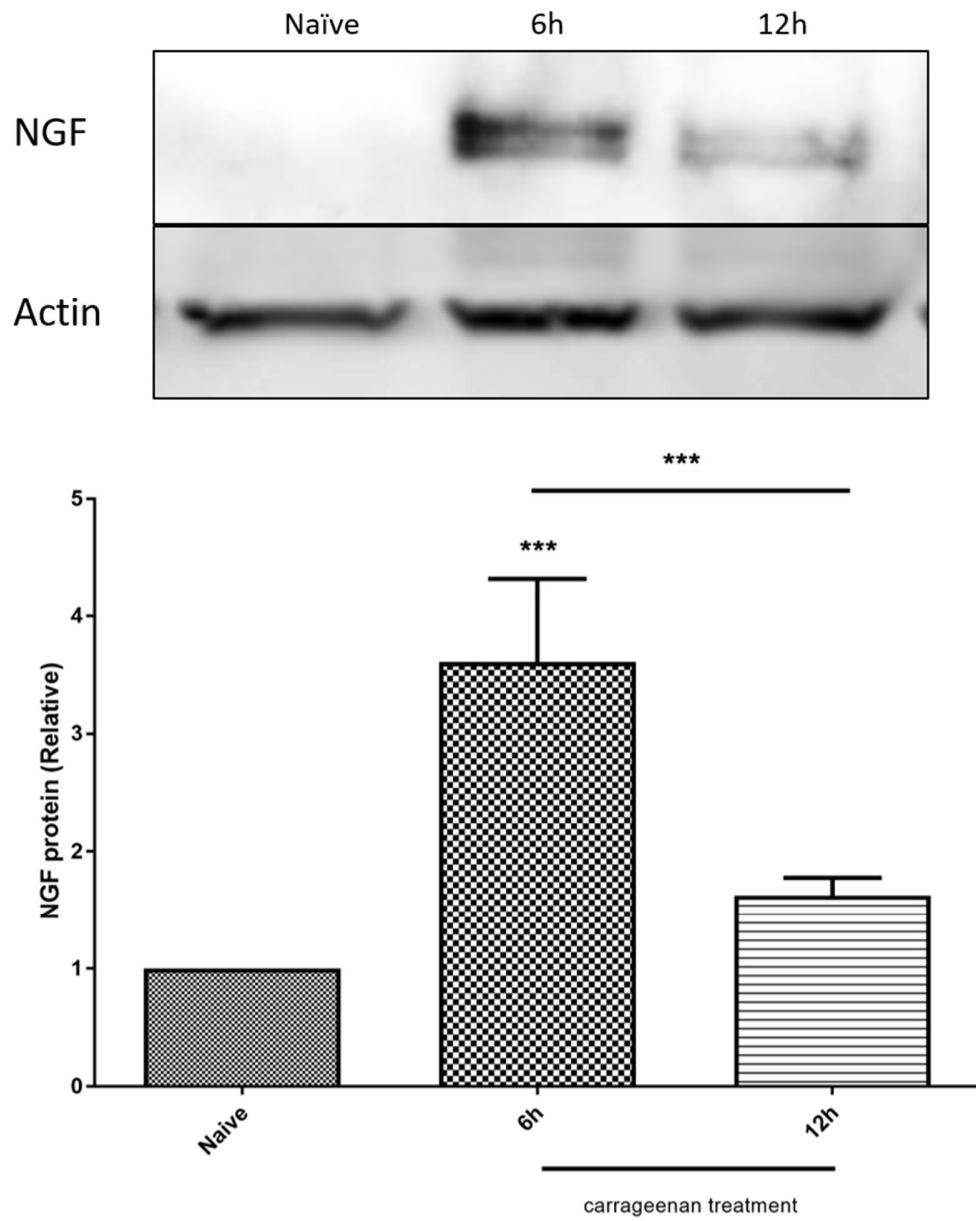 Naïve 6h 12h
NGF
Actin
***
5
***
4
3
2
1
0
NGF protein (Relative)
Naive 6h 12h
carrageenan treatment